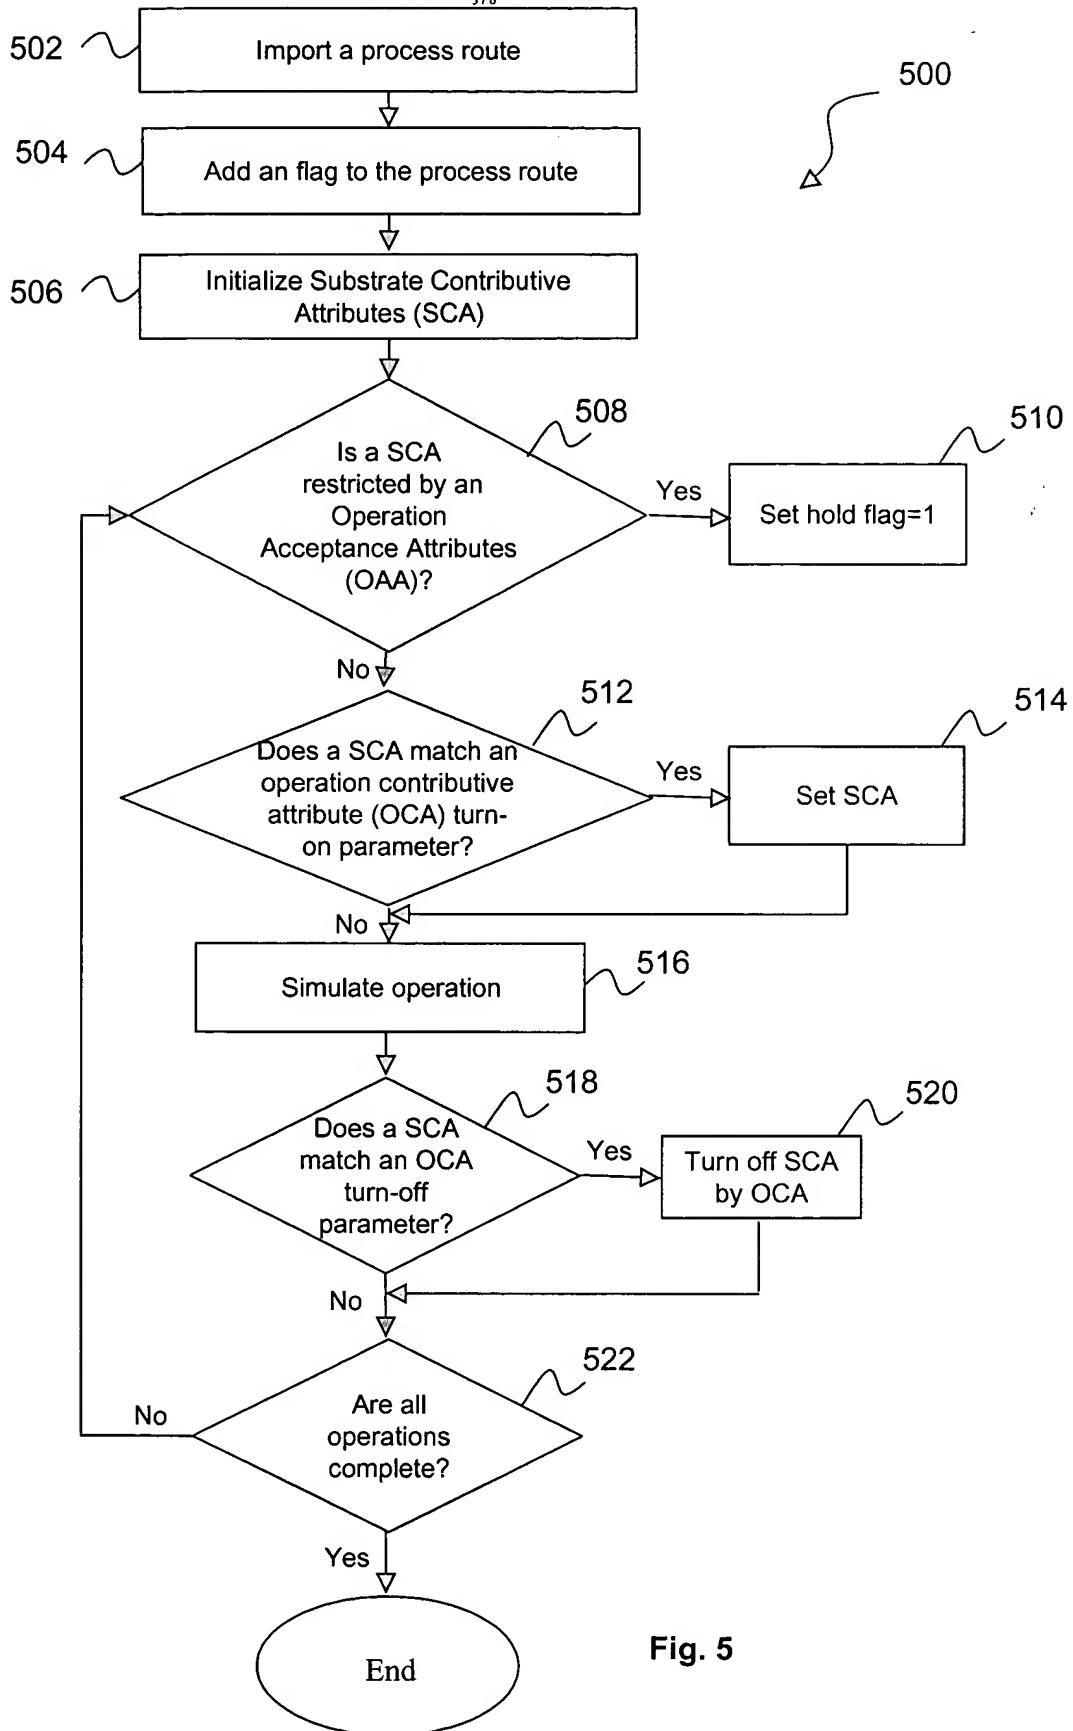 502
Import a process route
500
504
Add an flag to the process route
506
Initialize Substrate Contributive
Attributes (SCA)
508
Is a SCA
restricted by an
Operation
Acceptance Attributes
(OAA)?
Yes
510
Set hold flag=1
No
512
Does a SCA match an
operation contributive
attribute (OCA) turn-
on parameter?
Yes
514
Set SCA
No
Simulate operation
516
518
Does a SCA
match an OCA
turn-off
parameter?
Yes
520
Turn off SCA
by OCA
No
522
Are all
operations
complete?
No
Yes
End
Fig. 5